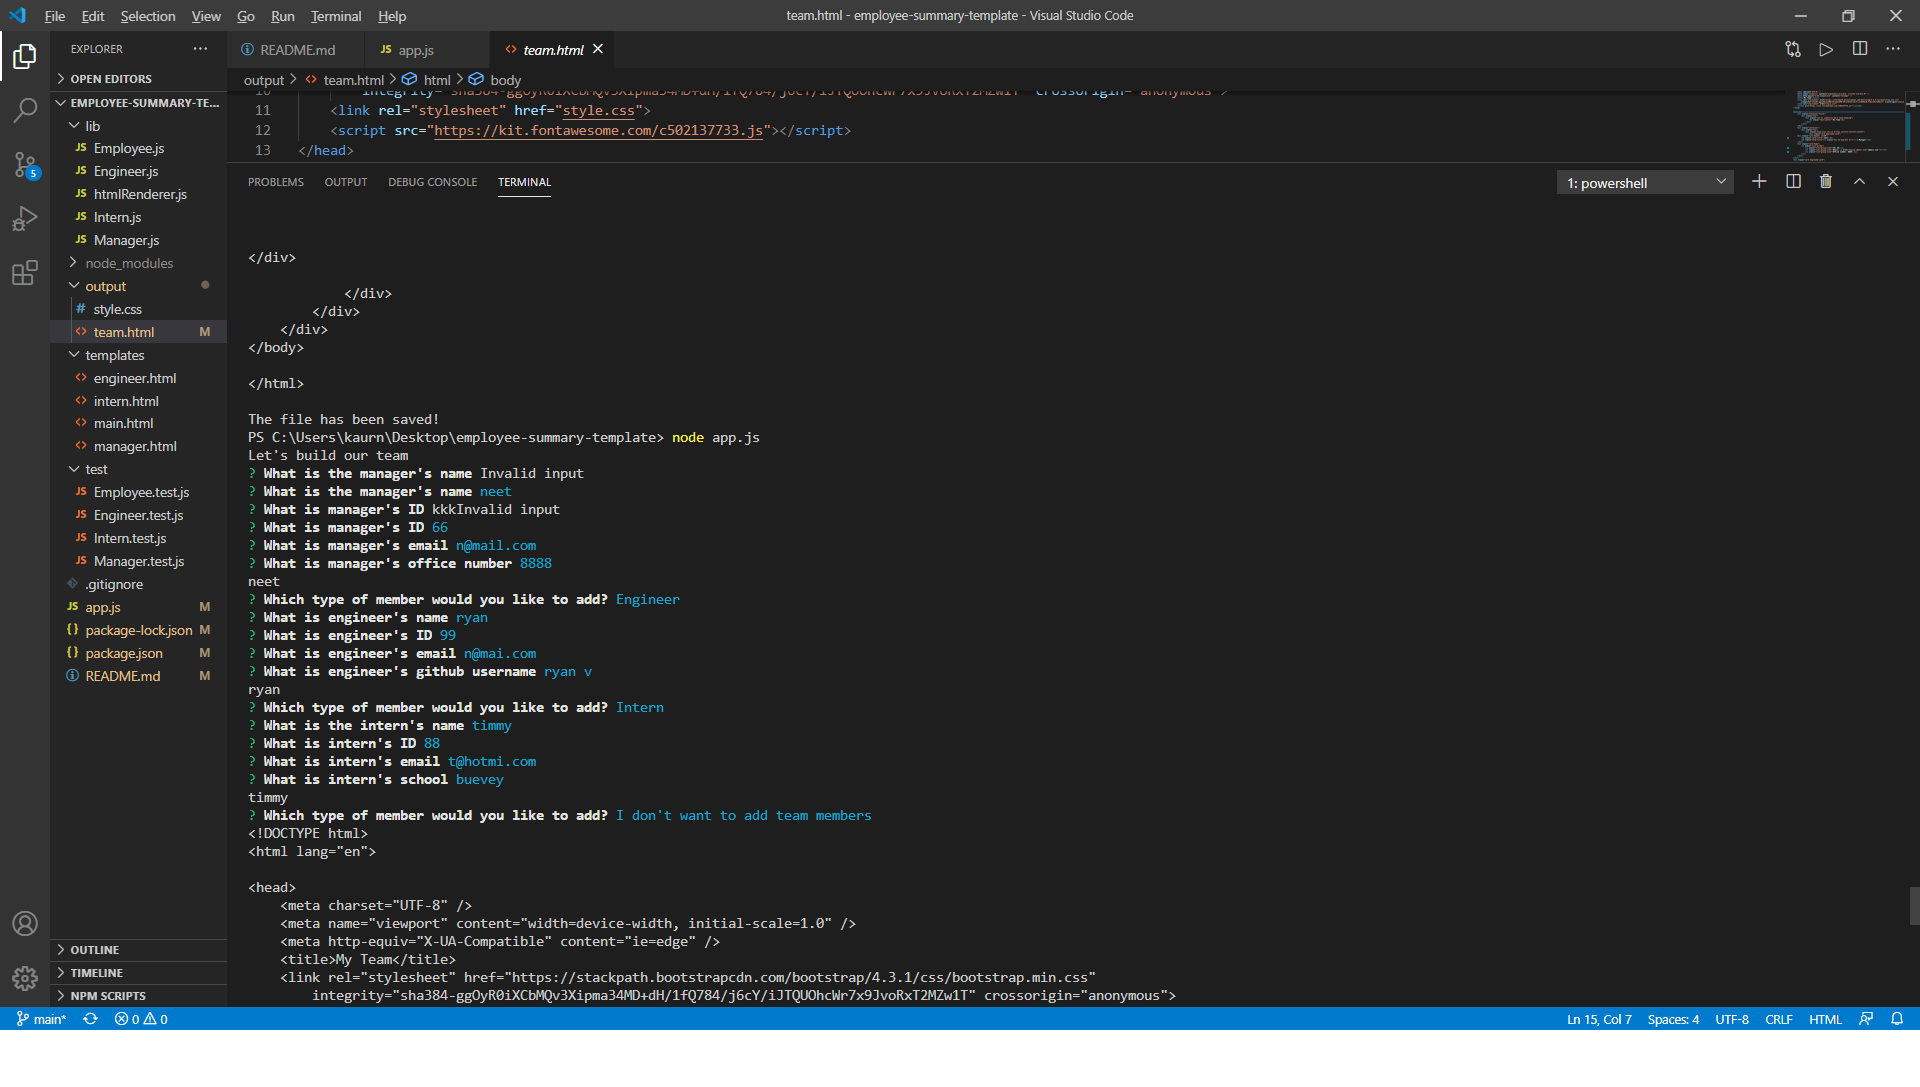 File Edit Selection View Go Run Terminal Help
team.html - employee-summary-template - Visual Studio Code
EXPLORER
OPEN EDITORS
EMPLOYEE-SUMMARY-TE...
lib
JS Employee.js
JS Engineer.js
JS htmlRenderer.js
JS Intern.js
JS Manager.js
node_modules
output
# style.css
<> team.html M
templates
<> engineer.html
<> intern.html
<> main.html
<> manager.html
test
JS Employee.test.js
JS Engineer.test.js
JS Intern.test.js
JS Manager.test.js
.gitignore
JS app.js M
{} package-lock.json M
{} package.json M
README.md M
OUTLINE
TIMELINE
NPM SCRIPTS
5
README.md JS app.js <> team.html
output > <> team.html > html > body
11 <link rel="stylesheet" href="style.css">
12 <script src="https://kit.fontawesome.com/c502137733.js"></script>
13 </head>
PROBLEMS OUTPUT DEBUG CONSOLE TERMINAL
1: powershell
</div>
</div>
</div>
</div>
</body>
</html>
The file has been saved!
PS C:\Users\kaurn\Desktop\employee-summary-template> node app.js
Let's build our team
? What is the manager's name Invalid input
? What is the manager's name neet
? What is manager's ID kkkInvalid input
? What is manager's ID 66
? What is manager's email n@mail.com
? What is manager's office number 8888
neet
? Which type of member would you like to add? Engineer
? What is engineer's name ryan
? What is engineer's ID 99
? What is engineer's email n@mai.com
? What is engineer's github username ryan v
ryan
? Which type of member would you like to add? Intern
? What is the intern's name timmy
? What is intern's ID 88
? What is intern's email t@hotmi.com
? What is intern's school buevey
timmy
? Which type of member would you like to add? I don't want to add team members
<!DOCTYPE html>
<html lang="en">
<head>
<meta charset="UTF-8" />
<meta name="viewport" content="width=device-width, initial-scale=1.0" />
<meta http-equiv="X-UA-Compatible" content="ie=edge" />
<title>My Team</title>
<link rel="stylesheet" href="https://stackpath.bootstrapcdn.com/bootstrap/4.3.1/css/bootstrap.min.css"
integrity="sha384-ggOyR0iXCbMQv3Xipma34MD+dH/1fQ784/j6cY/iJTQUOhcWr7x9JvoRxT2MZw1T" crossorigin="anonymous">
main* 0 0
Ln 15, Col 7 Spaces: 4 UTF-8 CRLF HTML